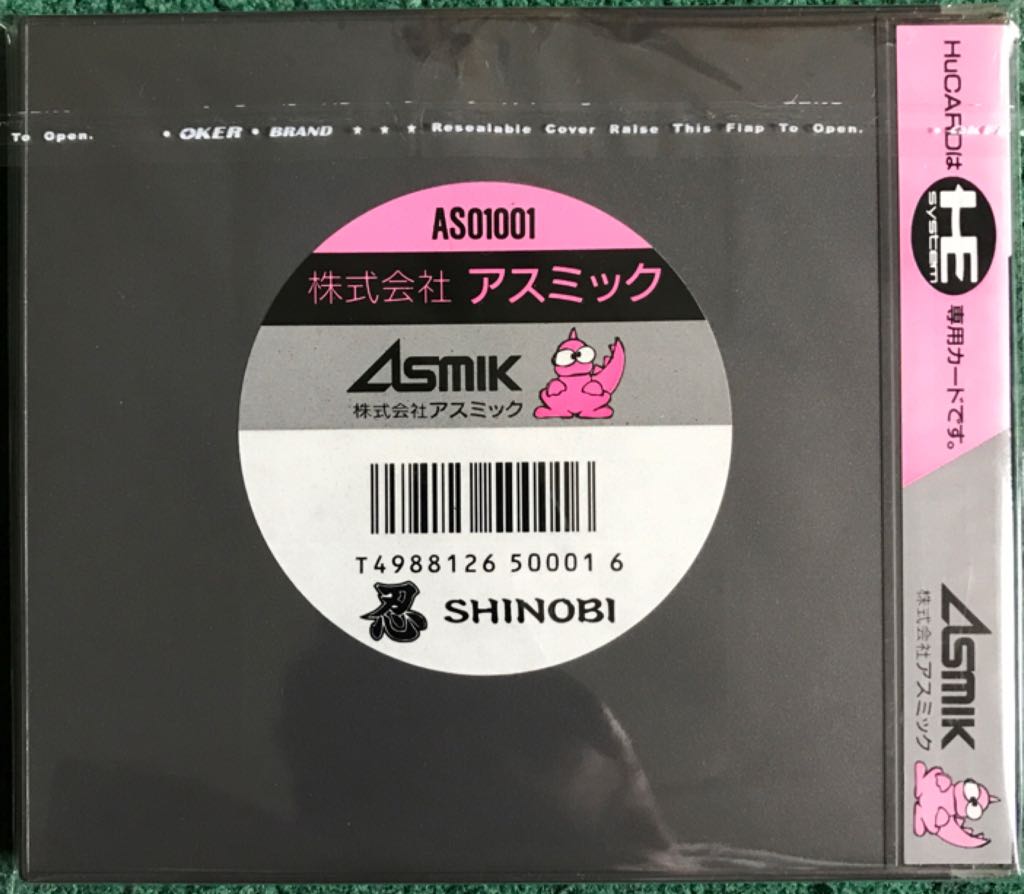 To Open.
• OKER • BRAND ★ ★ ★ Resealable Cover Raise This Flap To Open.
AS01001
株式会社 アスミック
ASMIK
株式会社アスミック
T4988126 50001 6
忍 SHINOBI
HuCARDは
HE
SYSTEM
専用カードです。
ASMIK
株式会社アスミック